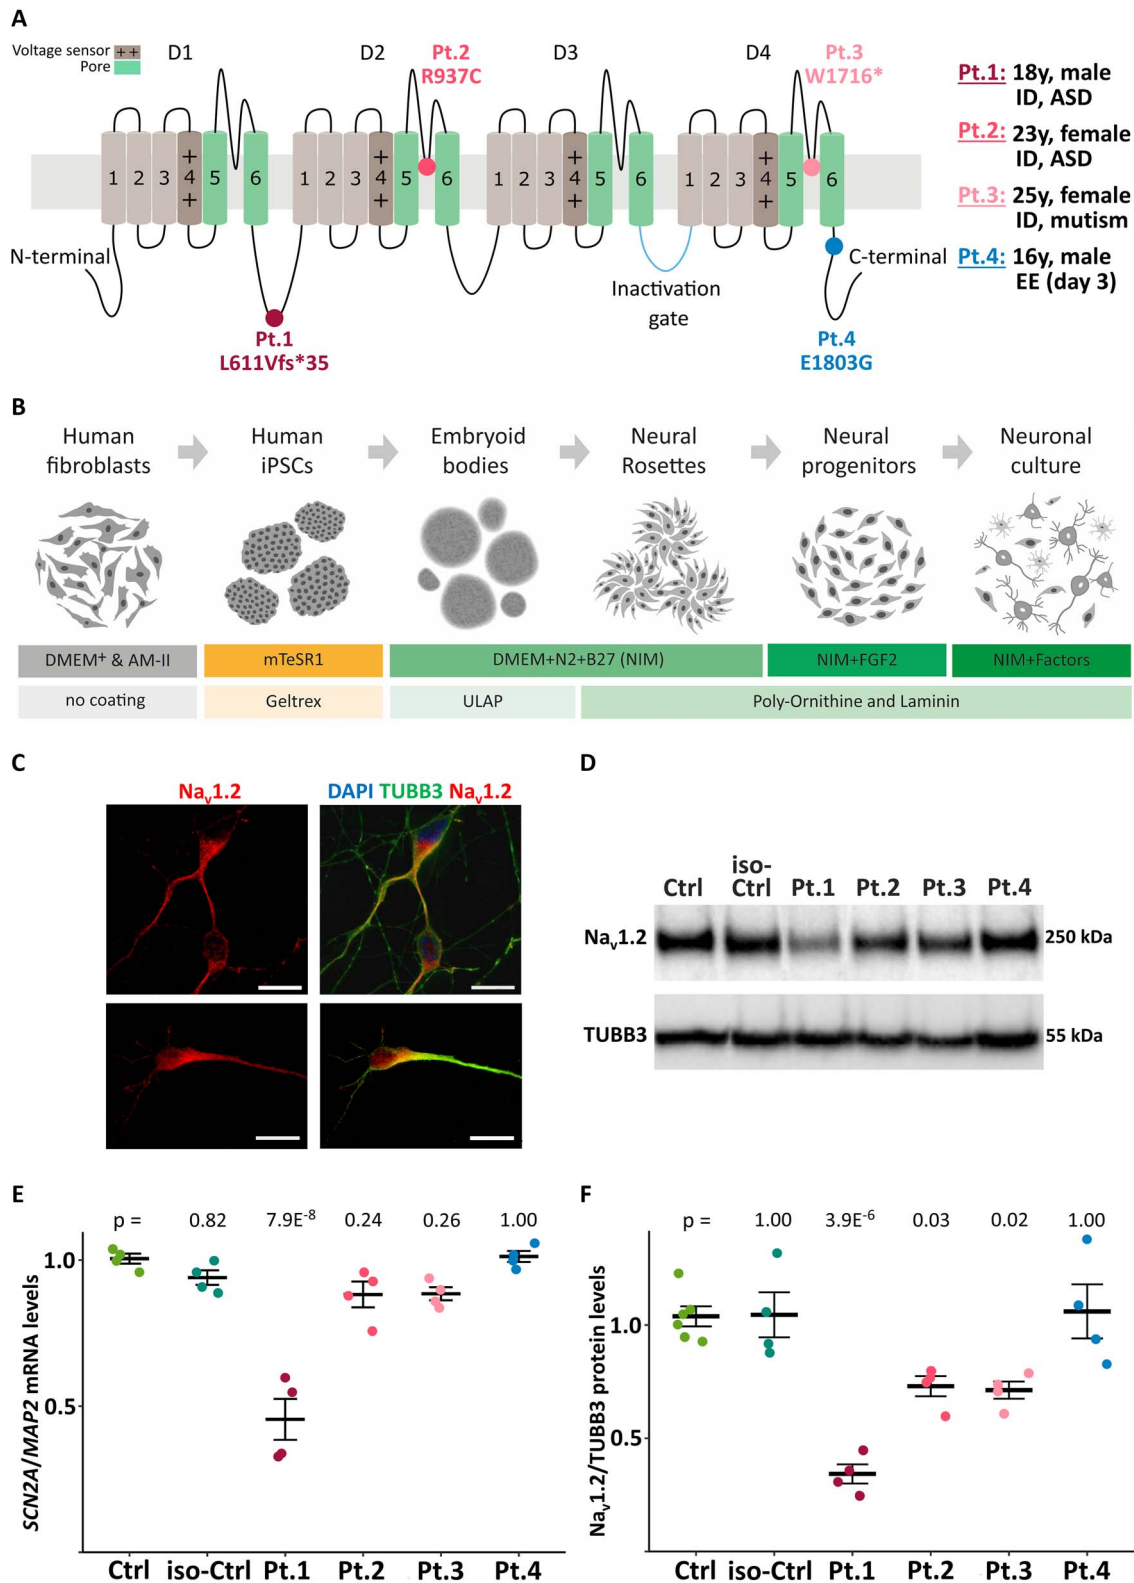 A
Voltage sensor
++
Pore
D1
D2
D3
D4
Pt.2
R937C
Pt.3
W1716*
1 2 3 +4+ 5 6
1 2 3 +4+ 5 6
1 2 3 +4+ 5 6
1 2 3 +4+ 5 6
N-terminal
C-terminal
Inactivation
gate
Pt.1
L611Vfs*35
Pt.4
E1803G
Pt.1: 18y, male
ID, ASD
Pt.2: 23y, female
ID, ASD
Pt.3: 25y, female
ID, mutism
Pt.4: 16y, male
EE (day 3)
B
Human
fibroblasts
Human
iPSCs
Embryoid
bodies
Neural
Rosettes
Neural
progenitors
Neuronal
culture
DMEM⁺ & AM-II
mTeSR1
DMEM+N2+B27 (NIM)
NIM+FGF2
NIM+Factors
no coating
Geltrex
ULAP
Poly-Ornithine and Laminin
C
Naᵥ1.2
DAPI TUBB3 Naᵥ1.2
D
Ctrl
iso-
Ctrl
Pt.1
Pt.2
Pt.3
Pt.4
Naᵥ1.2
250 kDa
TUBB3
55 kDa
E
p =
0.82
7.9E⁻⁸
0.24
0.26
1.00
SCN2A/MAP2 mRNA levels
1.0
0.5
Ctrl
iso-Ctrl
Pt.1
Pt.2
Pt.3
Pt.4
F
p =
1.00
3.9E⁻⁶
0.03
0.02
1.00
Naᵥ1.2/TUBB3 protein levels
1.0
0.5
Ctrl
iso-Ctrl
Pt.1
Pt.2
Pt.3
Pt.4